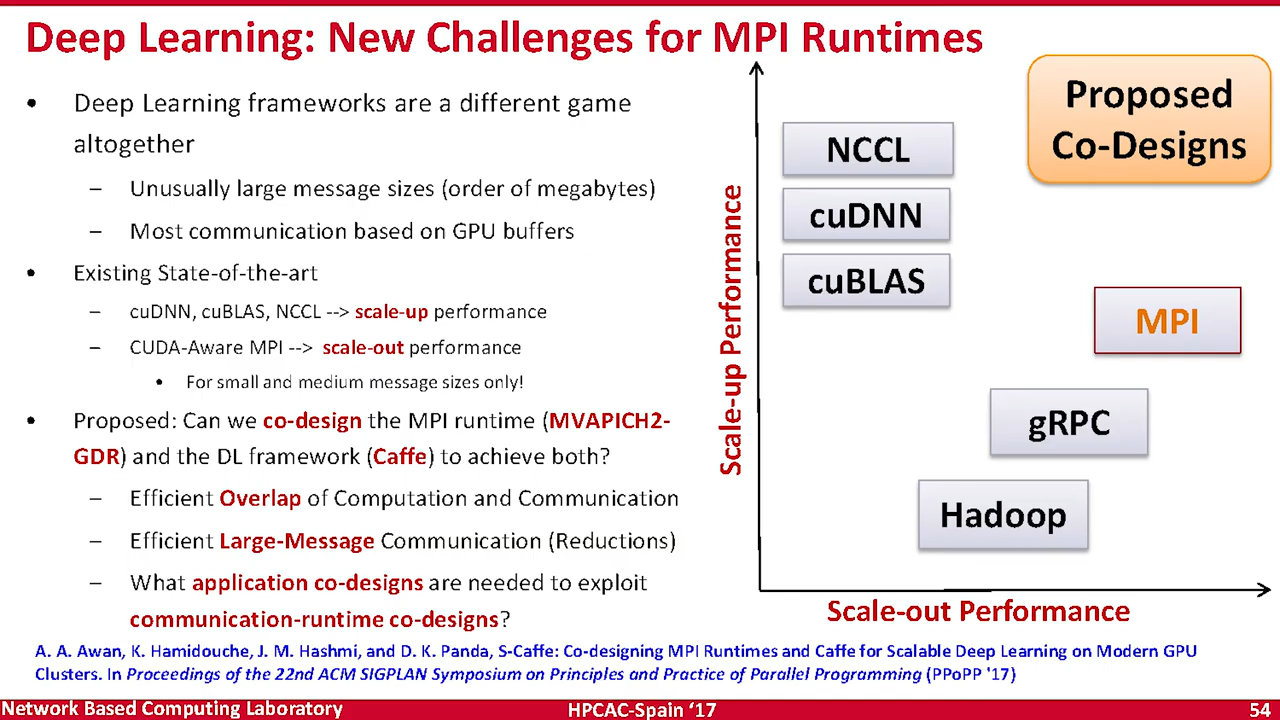 Deep Learning: New Challenges for MPI Runtimes
• Deep Learning frameworks are a different game
altogether
– Unusually large message sizes (order of megabytes)
– Most communication based on GPU buffers
• Existing State-of-the-art
– cuDNN, cuBLAS, NCCL --> scale-up performance
– CUDA-Aware MPI --> scale-out performance
• For small and medium message sizes only!
• Proposed: Can we co-design the MPI runtime (MVAPICH2-
GDR) and the DL framework (Caffe) to achieve both?
– Efficient Overlap of Computation and Communication
– Efficient Large-Message Communication (Reductions)
– What application co-designs are needed to exploit
communication-runtime co-designs?
Scale-up Performance
NCCL
cuDNN
cuBLAS
Proposed
Co-Designs
MPI
gRPC
Hadoop
Scale-out Performance
A. A. Awan, K. Hamidouche, J. M. Hashmi, and D. K. Panda, S-Caffe: Co-designing MPI Runtimes and Caffe for Scalable Deep Learning on Modern GPU
Clusters. In Proceedings of the 22nd ACM SIGPLAN Symposium on Principles and Practice of Parallel Programming (PPoPP '17)
Network Based Computing Laboratory
HPCAC-Spain ‘17
54